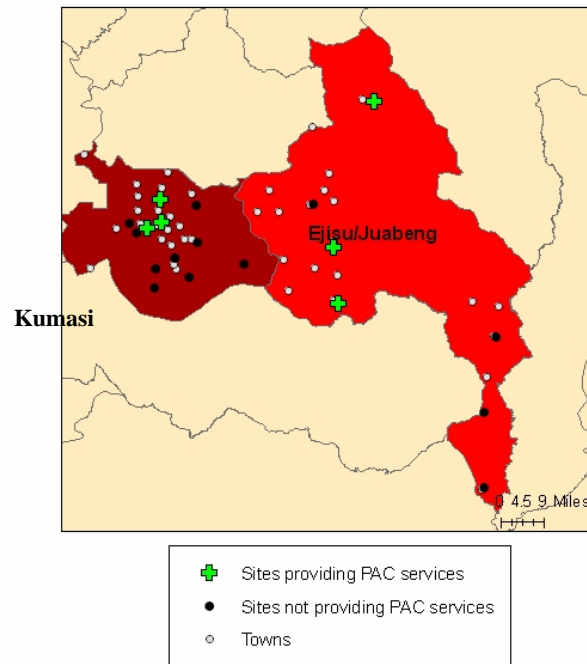 Ejisu/Juabeng
Kumasi
0 4.5 9 Miles
Sites providing PAC services
Sites not providing PAC services
Towns